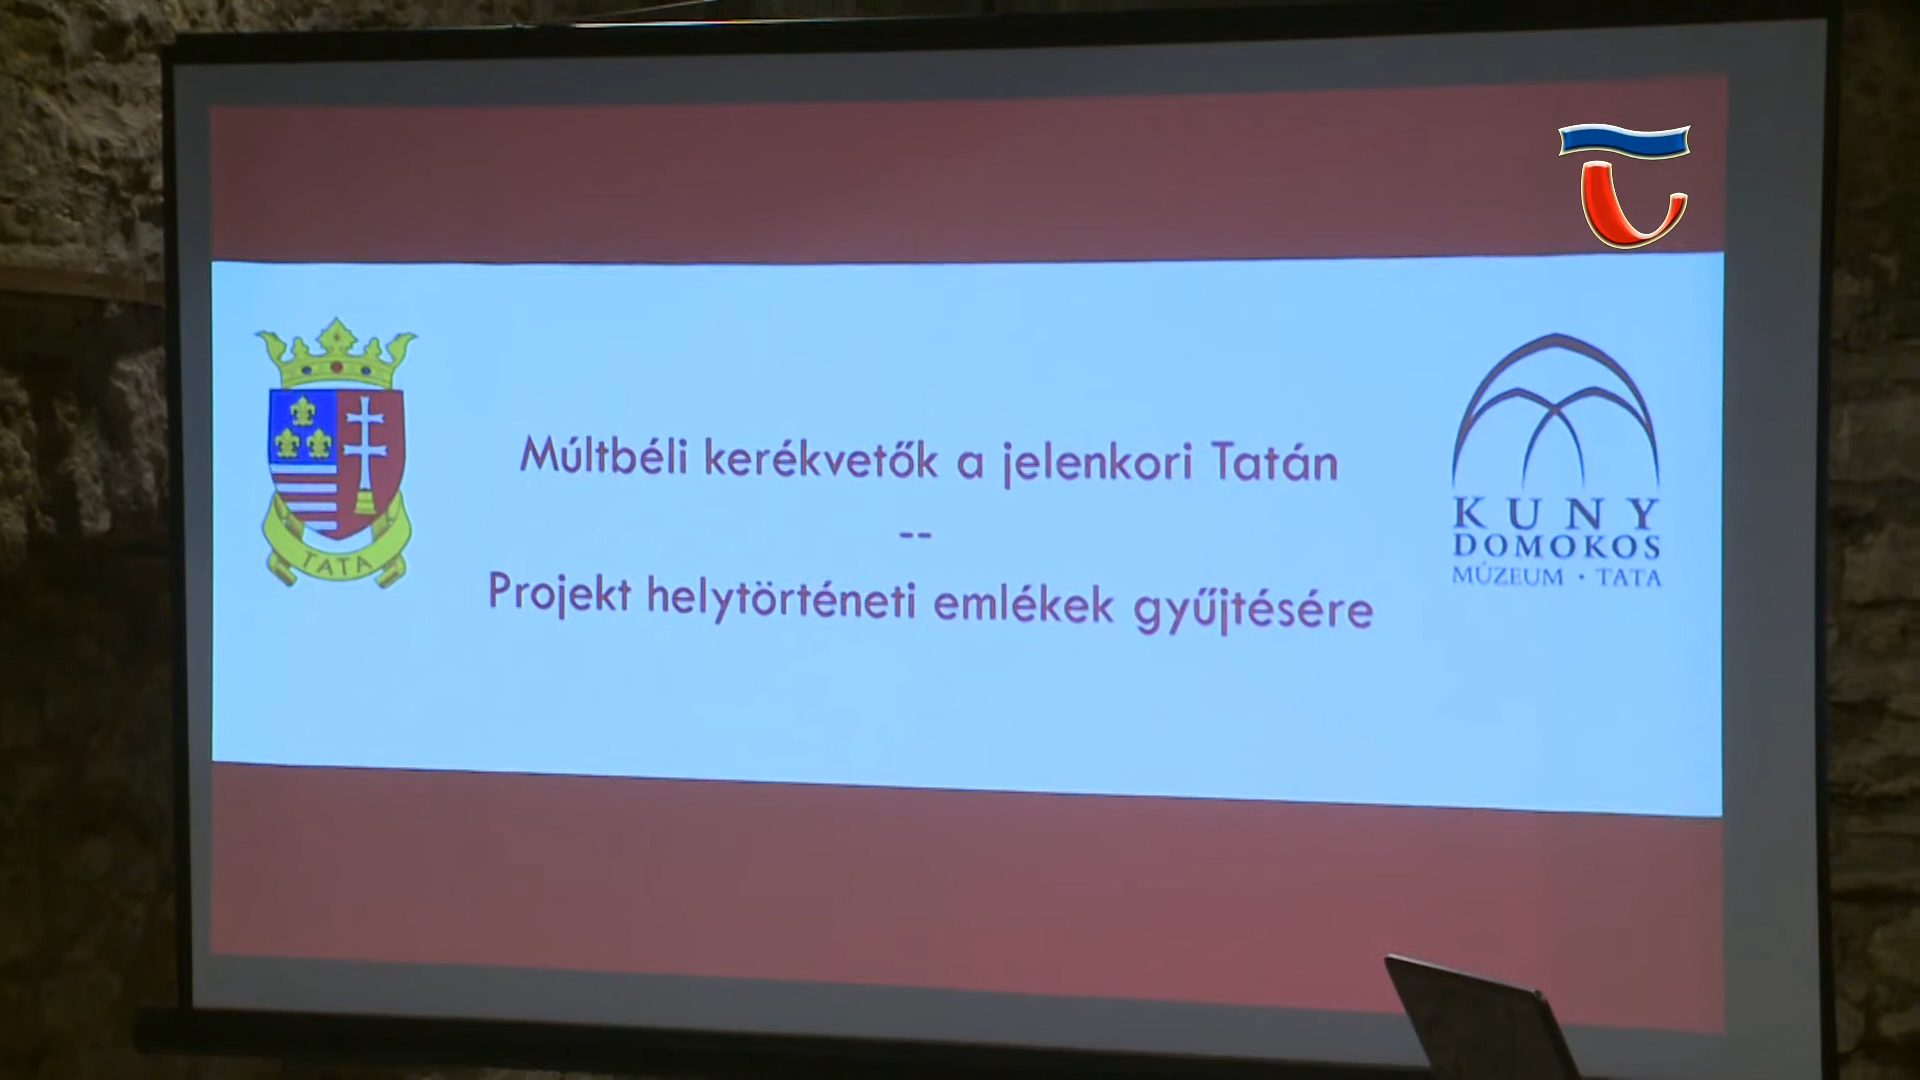 Múltbéli kerékvetők a jelenkori Tatán
--
Projekt helytörténeti emlékek gyűjtésére
TATA
KUNY
DOMOKOS
MÚZEUM • TATA